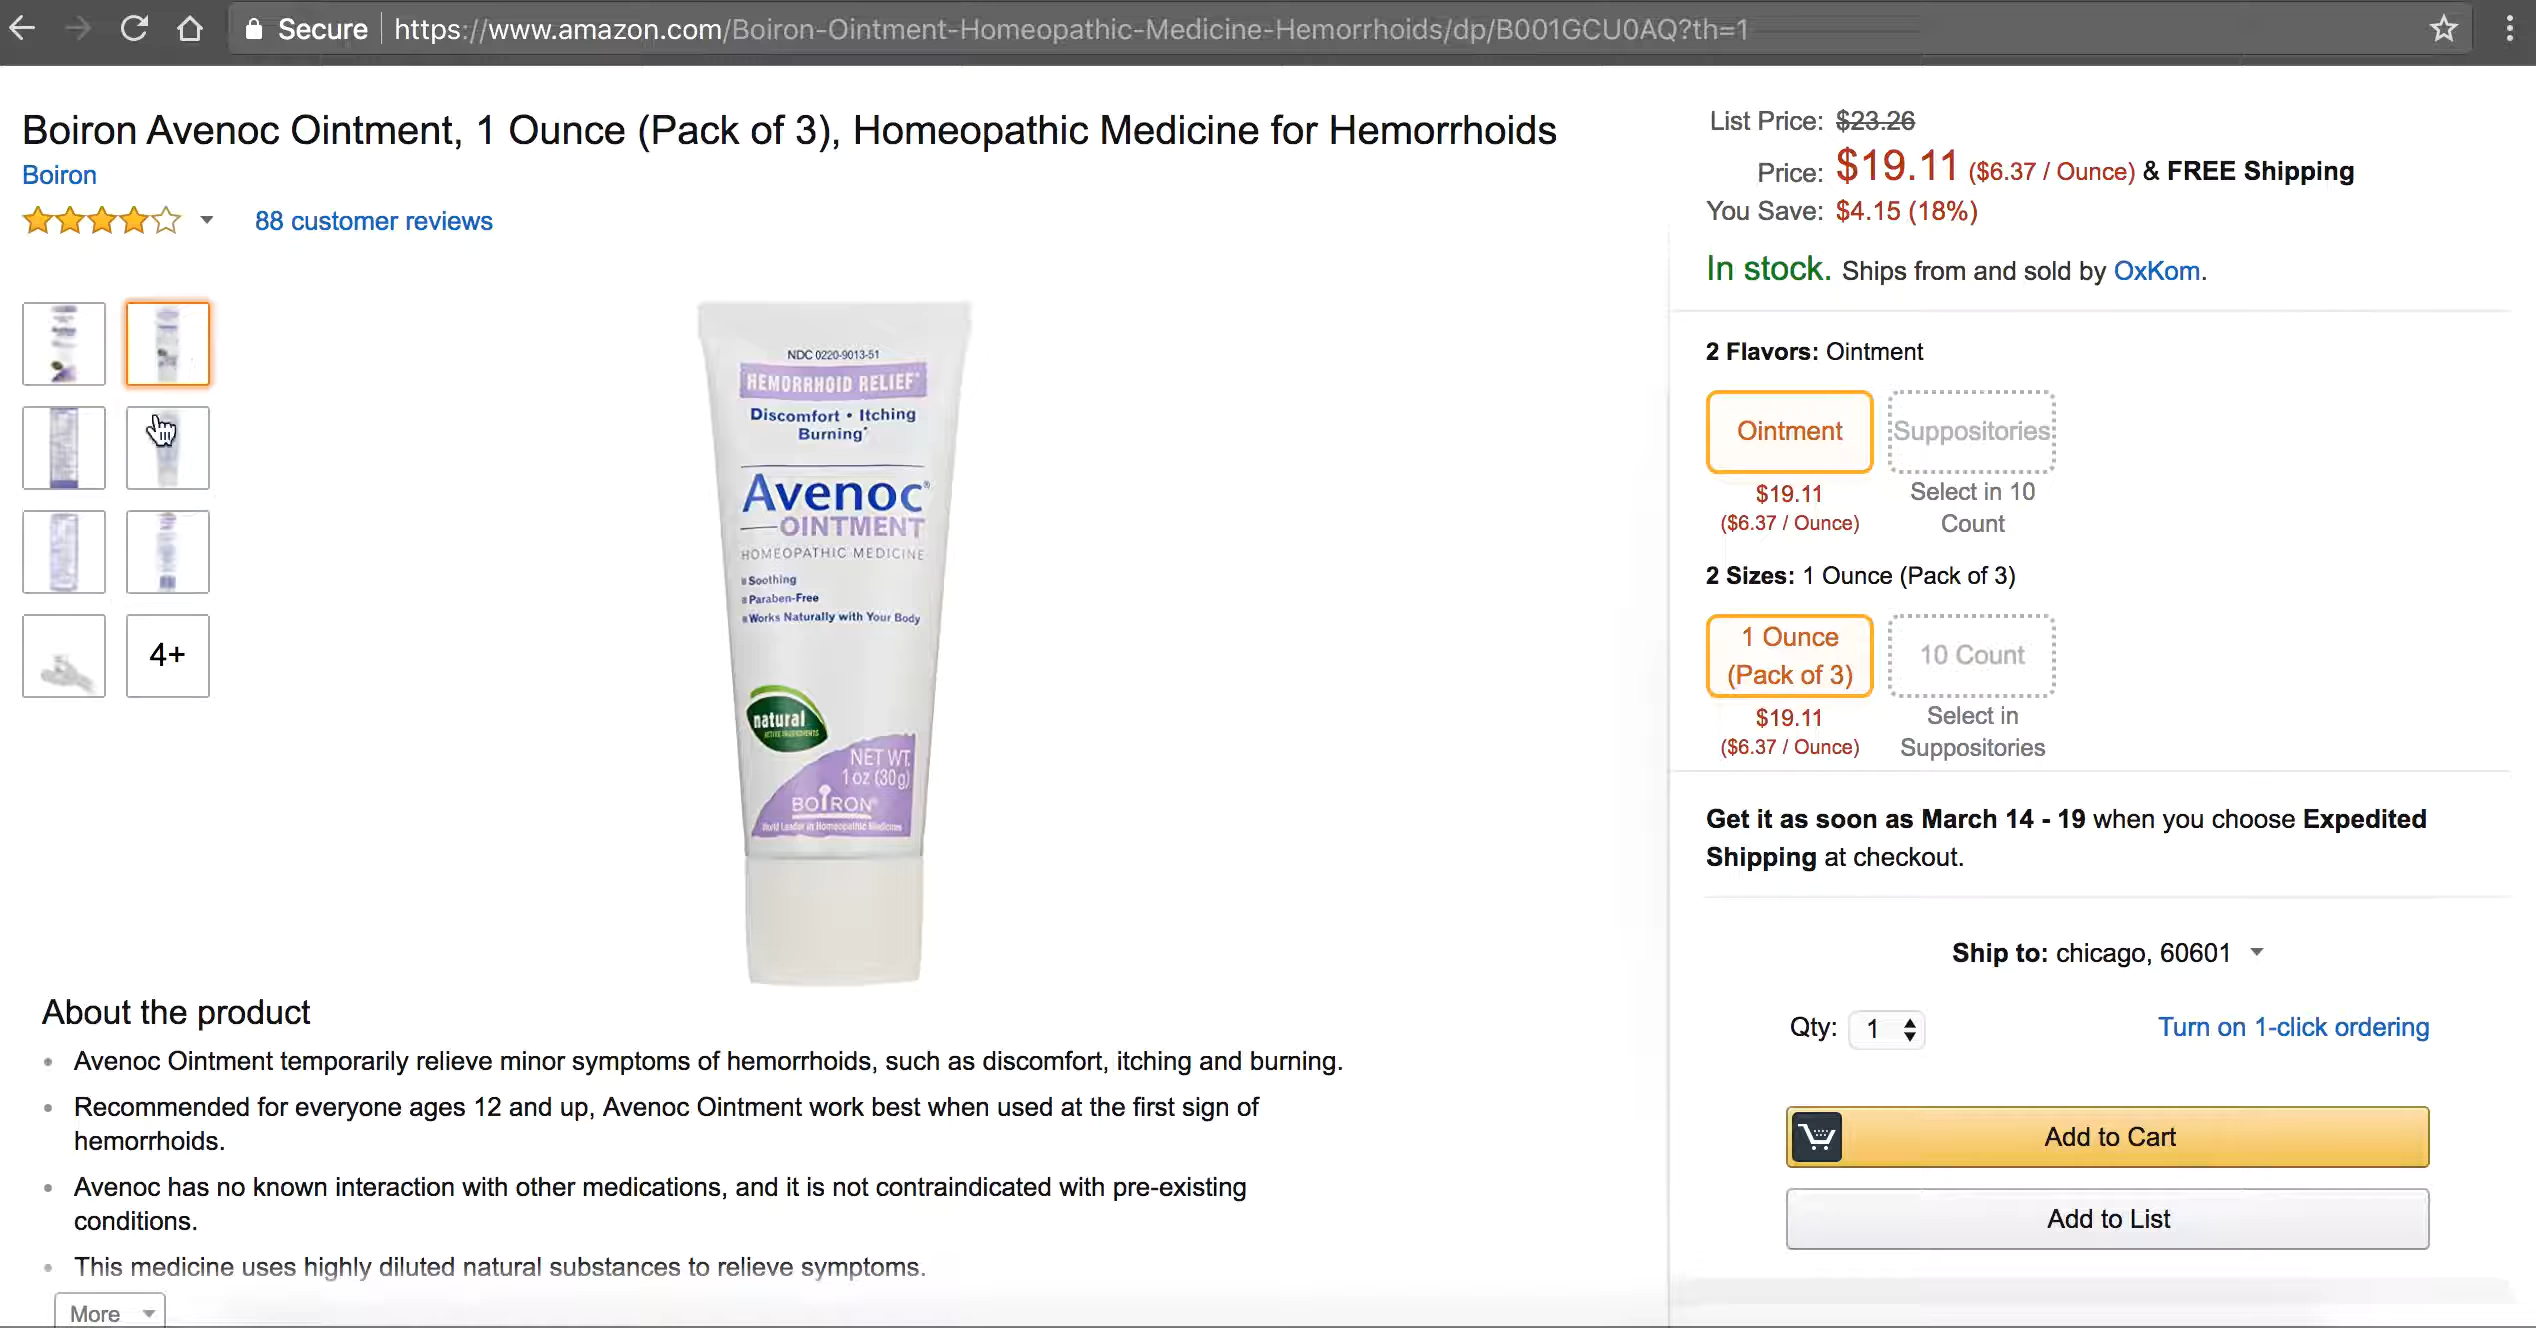 Secure
https://www.amazon.com/Boiron-Ointment-Homeopathic-Medicine-Hemorrhoids/dp/B001GCU0AQ?th=1
Boiron Avenoc Ointment, 1 Ounce (Pack of 3), Homeopathic Medicine for Hemorrhoids
Boiron
88 customer reviews
4+
NDC 0220-9013-51
HEMORRHOID RELIEF*
Discomfort • Itching
Burning*
Avenoc®
OINTMENT
HOMEOPATHIC MEDICINE
Soothing
Paraben-Free
Works Naturally with Your Body
natural
ACTIVE INGREDIENTS
NET WT.
1 oz (30g)
BOIRON®
World Leader in Homeopathic Medicines
About the product
• Avenoc Ointment temporarily relieve minor symptoms of hemorrhoids, such as discomfort, itching and burning.
• Recommended for everyone ages 12 and up, Avenoc Ointment work best when used at the first sign of
hemorrhoids.
• Avenoc has no known interaction with other medications, and it is not contraindicated with pre-existing
conditions.
• This medicine uses highly diluted natural substances to relieve symptoms.
More
List Price: $23.26
Price: $19.11 ($6.37 / Ounce) & FREE Shipping
You Save: $4.15 (18%)
In stock. Ships from and sold by OxKom.
2 Flavors: Ointment
Ointment
Suppositories
$19.11
($6.37 / Ounce)
Select in 10
Count
2 Sizes: 1 Ounce (Pack of 3)
1 Ounce
(Pack of 3)
10 Count
$19.11
($6.37 / Ounce)
Select in
Suppositories
Get it as soon as March 14 - 19 when you choose Expedited
Shipping at checkout.
Ship to: chicago, 60601
Qty: 1
Turn on 1-click ordering
Add to Cart
Add to List